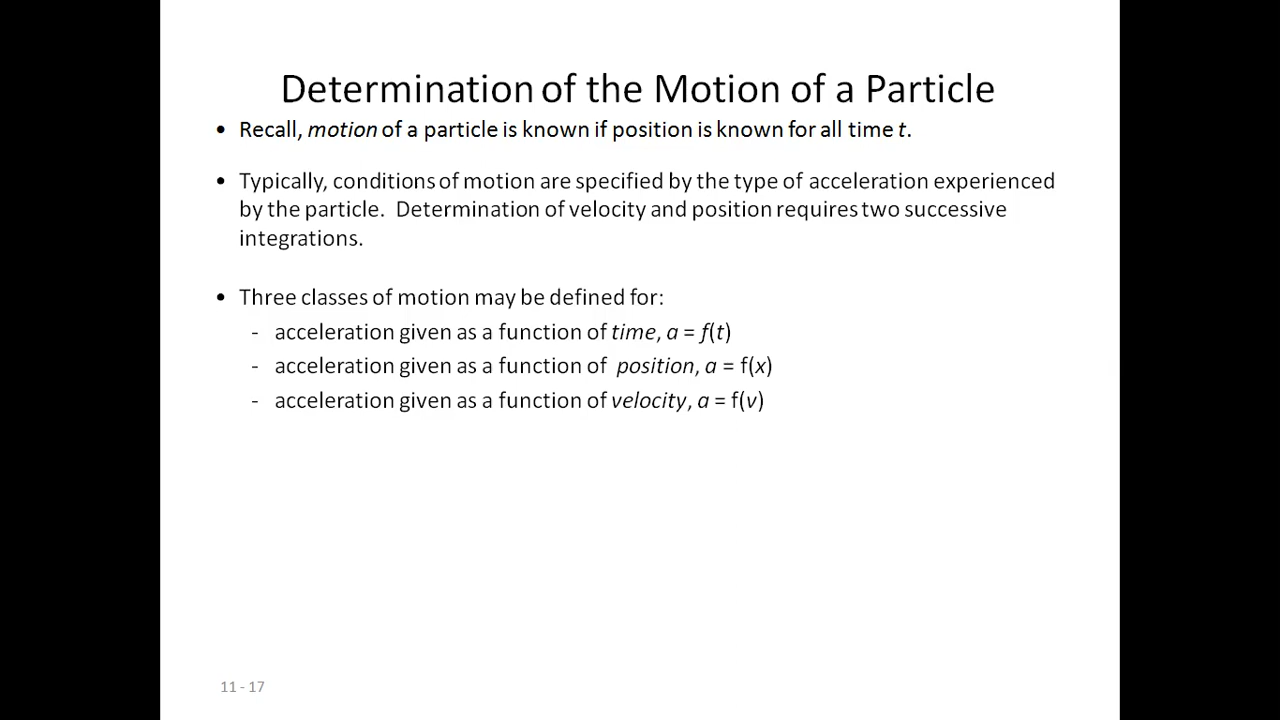 Determination of the Motion of a Particle
• Recall, motion of a particle is known if position is known for all time t.
• Typically, conditions of motion are specified by the type of acceleration experienced
by the particle.  Determination of velocity and position requires two successive
integrations.
• Three classes of motion may be defined for:
- acceleration given as a function of time, a = f(t)
- acceleration given as a function of  position, a = f(x)
- acceleration given as a function of velocity, a = f(v)
11 - 17